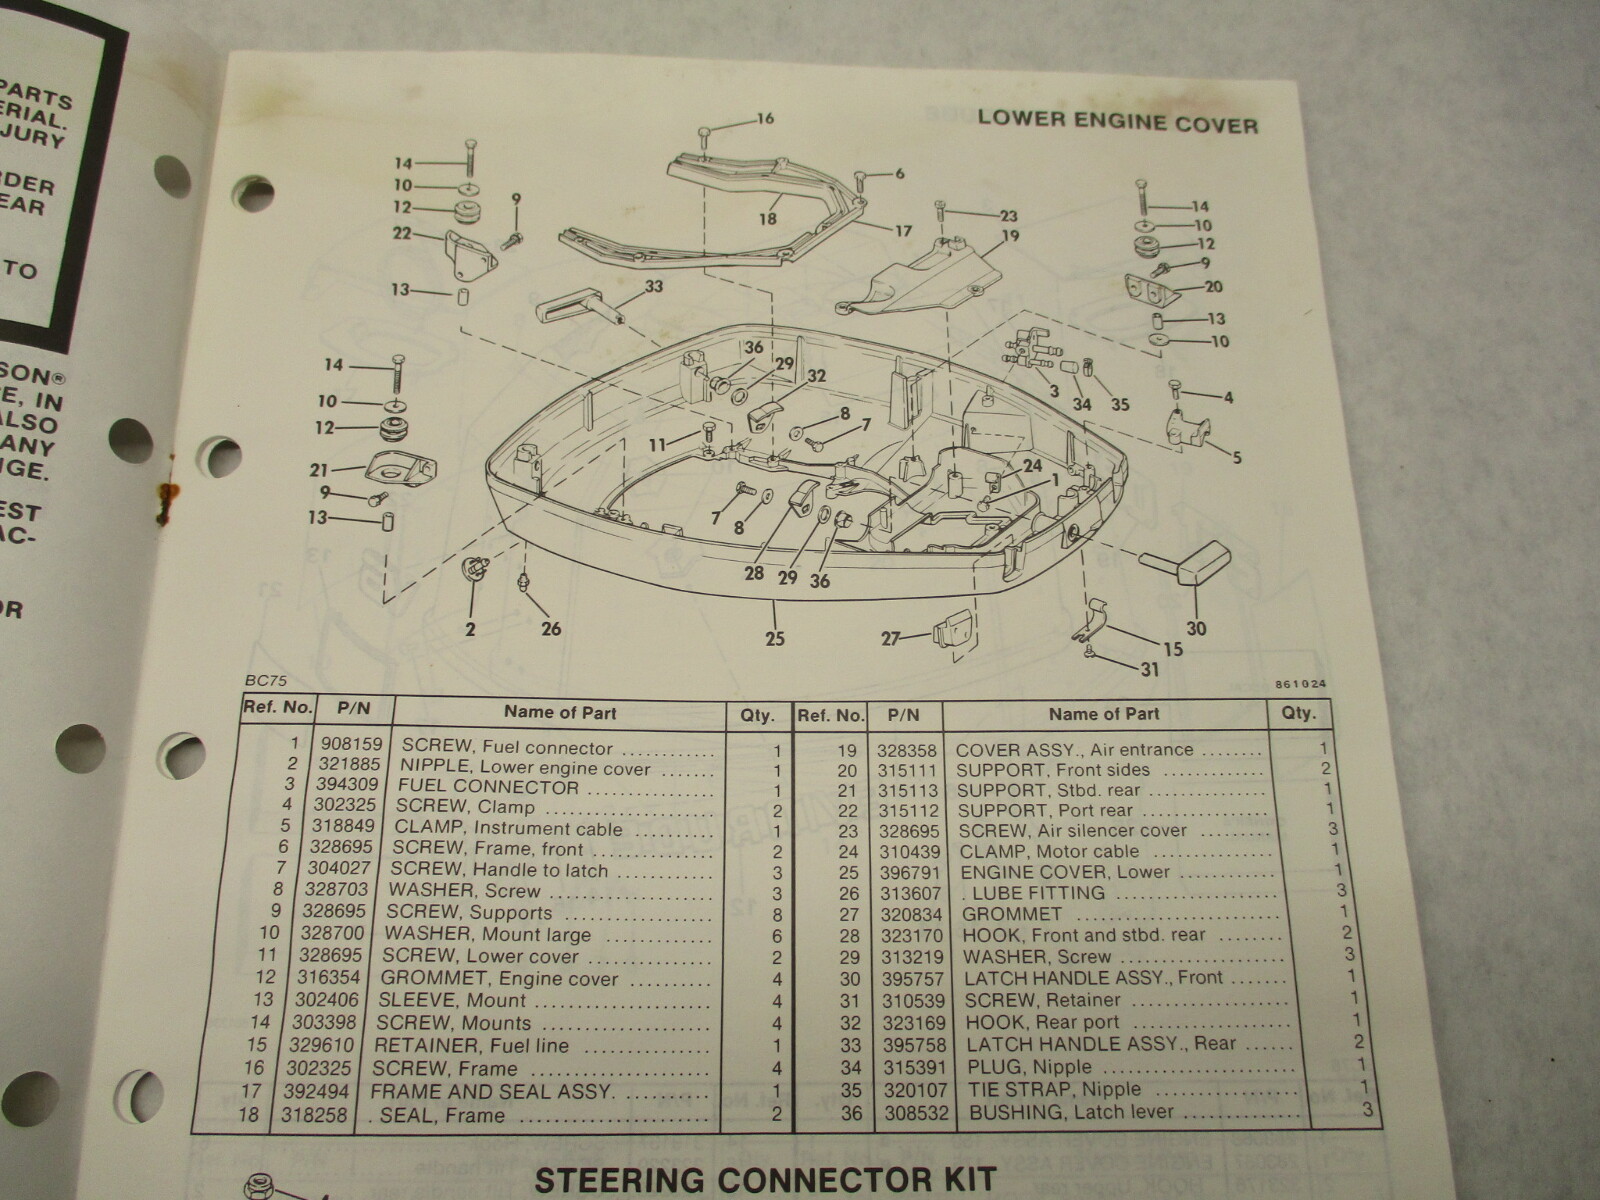 PARTS
ERIAL.
JURY
RDER
EAR
TO
SON®
E, IN
ALSO
ANY
NGE.
EST
AC-
OR
LOWER ENGINE COVER
16
14
10
12
22
9
13
6
18
17
23
19
14
10
12
9
20
13
10
33
14
10
12
21
9
13
36
29
32
8
7
11
3
34
35
4
5
24
1
7
8
28
29
36
2
26
25
27
15
31
30
BC75
861024
Ref. No. P/N Name of Part Qty. Ref. No. P/N Name of Part Qty.
1 908159 SCREW, Fuel connector 1
2 321885 NIPPLE, Lower engine cover 1
3 394309 FUEL CONNECTOR 1
4 302325 SCREW, Clamp 2
5 318849 CLAMP, Instrument cable 1
6 328695 SCREW, Frame, front 2
7 304027 SCREW, Handle to latch 3
8 328703 WASHER, Screw 3
9 328695 SCREW, Supports 8
10 328700 WASHER, Mount large 6
11 328695 SCREW, Lower cover 2
12 316354 GROMMET, Engine cover 4
13 302406 SLEEVE, Mount 4
14 303398 SCREW, Mounts 4
15 329610 RETAINER, Fuel line 1
16 302325 SCREW, Frame 4
17 392494 FRAME AND SEAL ASSY. 1
18 318258 . SEAL, Frame 2
19 328358 COVER ASSY., Air entrance 1
20 315111 SUPPORT, Front sides 2
21 315113 SUPPORT, Stbd. rear 1
22 315112 SUPPORT, Port rear 1
23 328695 SCREW, Air silencer cover 3
24 310439 CLAMP, Motor cable 1
25 396791 ENGINE COVER, Lower 1
26 313607 . LUBE FITTING 3
27 320834 GROMMET 1
28 323170 HOOK, Front and stbd. rear 2
29 313219 WASHER, Screw 3
30 395757 LATCH HANDLE ASSY., Front 1
31 310539 SCREW, Retainer 1
32 323169 HOOK, Rear port 1
33 395758 LATCH HANDLE ASSY., Rear 2
34 315391 PLUG, Nipple 1
35 320107 TIE STRAP, Nipple 1
36 308532 BUSHING, Latch lever 3
STEERING CONNECTOR KIT